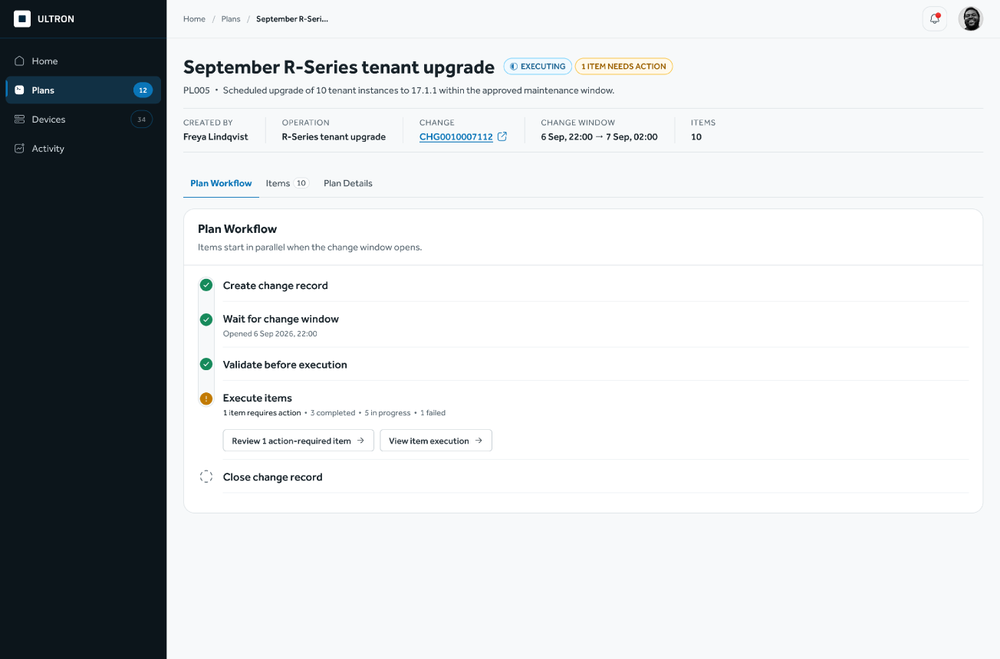 ULTRON
Home / Plans / September R-Seri...
Home
Plans 12
Devices 34
Activity
September R-Series tenant upgrade EXECUTING 1 ITEM NEEDS ACTION
PL005 • Scheduled upgrade of 10 tenant instances to 17.1.1 within the approved maintenance window.
CREATED BY OPERATION CHANGE CHANGE WINDOW ITEMS
Freya Lindqvist R-Series tenant upgrade CHG0010007112 6 Sep, 22:00 → 7 Sep, 02:00 10
Plan Workflow Items 10 Plan Details
Plan Workflow
Items start in parallel when the change window opens.
Create change record
Wait for change window
Opened 6 Sep 2026, 22:00
Validate before execution
Execute items
1 item requires action • 3 completed • 5 in progress • 1 failed
Review 1 action-required item → View item execution →
Close change record